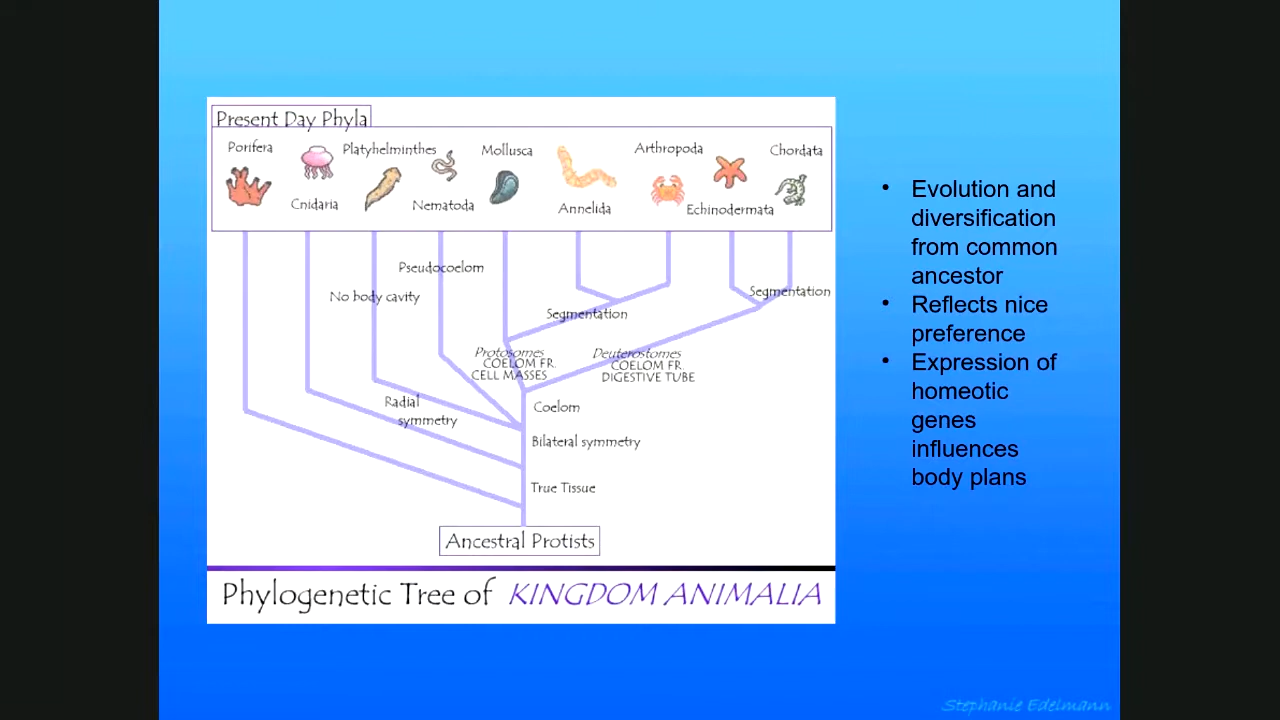 Present Day Phyla
Porifera
Platyhelminthes
Mollusca
Arthropoda
Chordata
Cnidaria
Nematoda
Annelida
Echinodermata
Pseudocoelom
No body cavity
Segmentation
Segmentation
Protosomes
COELOM FR.
CELL MASSES
Deuterostomes
COELOM FR.
DIGESTIVE TUBE
Radial
symmetry
Coelom
Bilateral symmetry
True Tissue
Ancestral Protists
Phylogenetic Tree of KINGDOM ANIMALIA
• Evolution and
diversification
from common
ancestor
• Reflects nice
preference
• Expression of
homeotic
genes
influences
body plans
Stephanie Edelmann